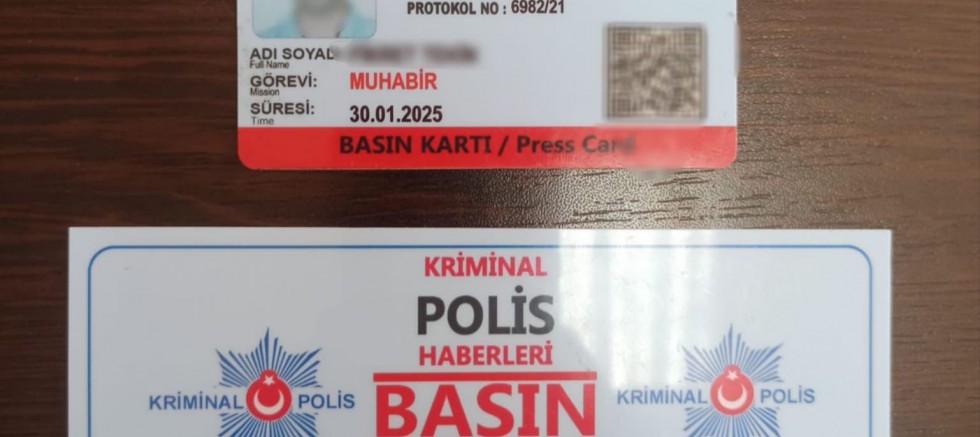 PROTOKOL NO : 6982/21
ADI SOYAD
Full Name
GÖREVİ: MUHABİR
Mission
SÜRESİ: 30.01.2025
Time
BASIN KARTI / Press Card
KRİMİNAL
POLİS
HABERLERİ
BASIN
KRİMİNAL POLİS
KRİMİNAL POLİS